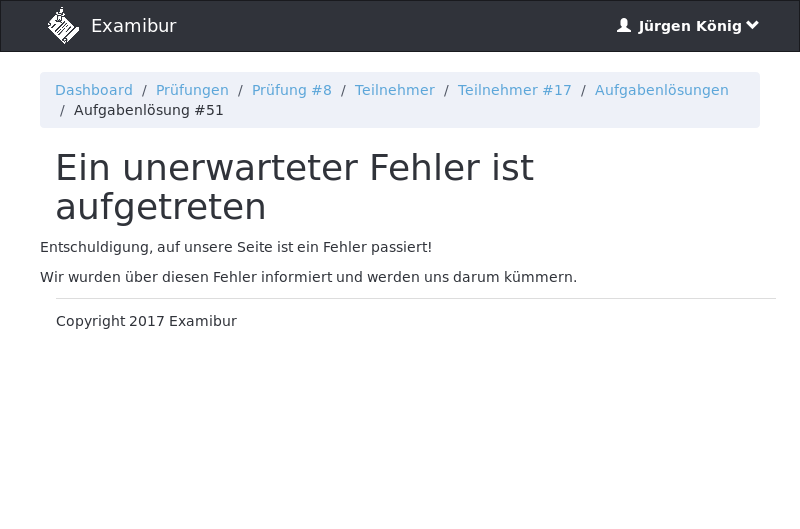 Examibur
Jürgen König
Dashboard / Prüfungen / Prüfung #8 / Teilnehmer / Teilnehmer #17 / Aufgabenlösungen
/ Aufgabenlösung #51
Ein unerwarteter Fehler ist
aufgetreten
Entschuldigung, auf unsere Seite ist ein Fehler passiert!
Wir wurden über diesen Fehler informiert und werden uns darum kümmern.
Copyright 2017 Examibur